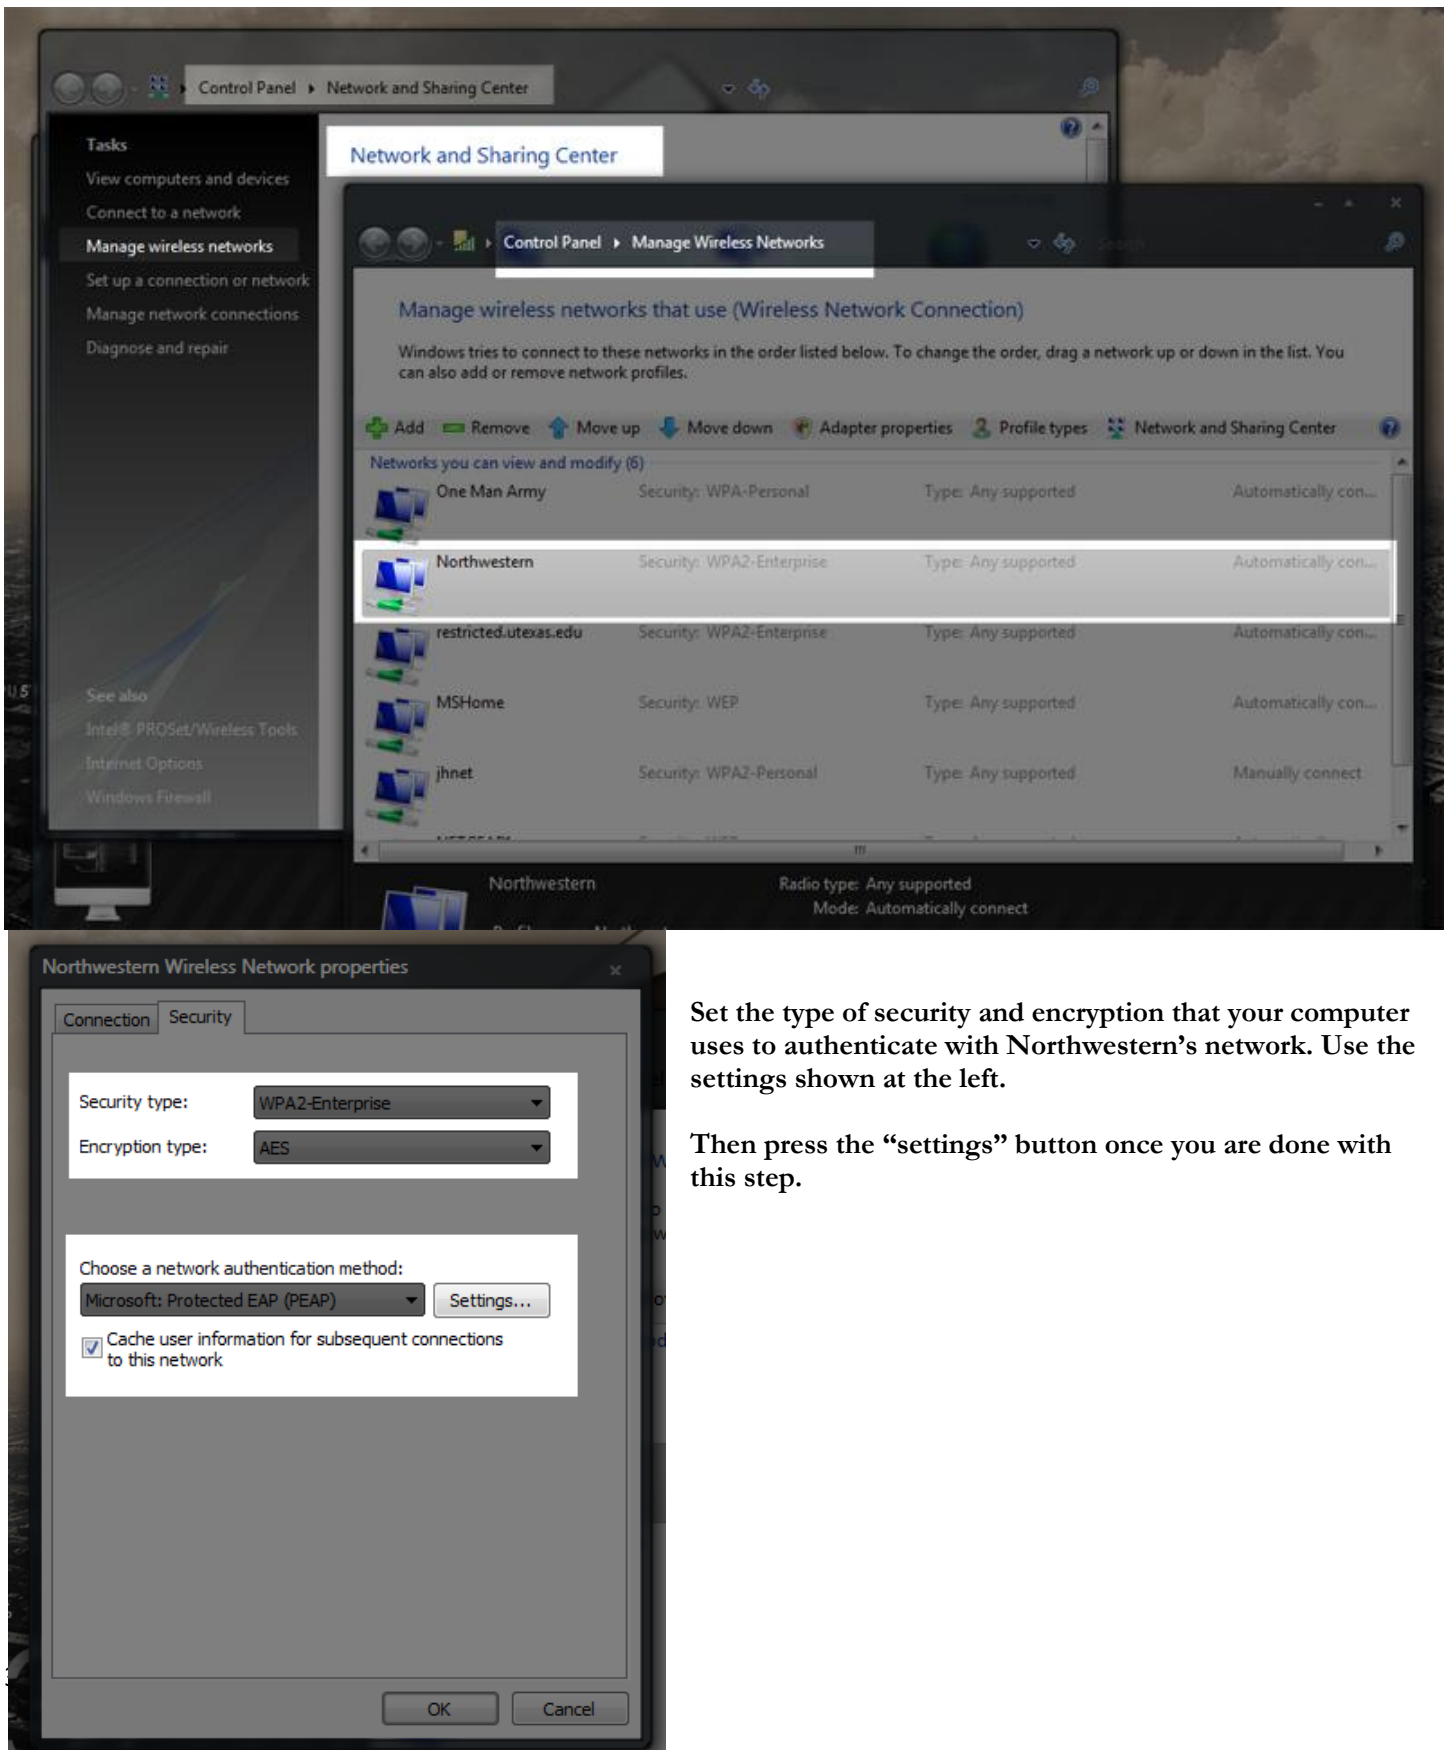 Control Panel ▸ Network and Sharing Center
Tasks
View computers and devices
Connect to a network
Manage wireless networks
Set up a connection or network
Manage network connections
Diagnose and repair
See also
Intel® PROSet/Wireless Tools
Internet Options
Windows Firewall
Network and Sharing Center
Control Panel ▸ Manage Wireless Networks
Search
Manage wireless networks that use (Wireless Network Connection)
Windows tries to connect to these networks in the order listed below. To change the order, drag a network up or down in the list. You
can also add or remove network profiles.
Add Remove Move up Move down Adapter properties Profile types Network and Sharing Center
Networks you can view and modify (6)
One Man Army Security: WPA-Personal Type: Any supported Automatically con...
Northwestern Security: WPA2-Enterprise Type: Any supported Automatically con...
restricted.utexas.edu Security: WPA2-Enterprise Type: Any supported Automatically con...
MSHome Security: WEP Type: Any supported Automatically con...
jhnet Security: WPA2-Personal Type: Any supported Manually connect
Northwestern Radio type: Any supported
Mode: Automatically connect
Northwestern Wireless Network properties
Connection Security
Security type: WPA2-Enterprise
Encryption type: AES
Choose a network authentication method:
Microsoft: Protected EAP (PEAP) Settings...
Cache user information for subsequent connections
to this network
OK Cancel
Set the type of security and encryption that your computer
uses to authenticate with Northwestern’s network. Use the
settings shown at the left.
Then press the “settings” button once you are done with
this step.